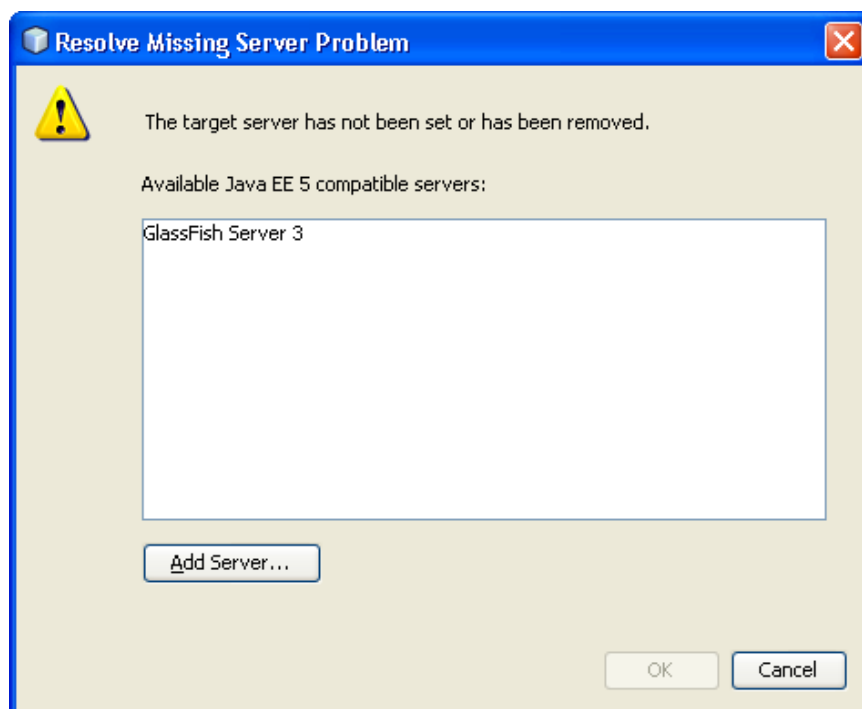 Resolve Missing Server Problem
The target server has not been set or has been removed.
Available Java EE 5 compatible servers:
GlassFish Server 3
Add Server...
OK
Cancel